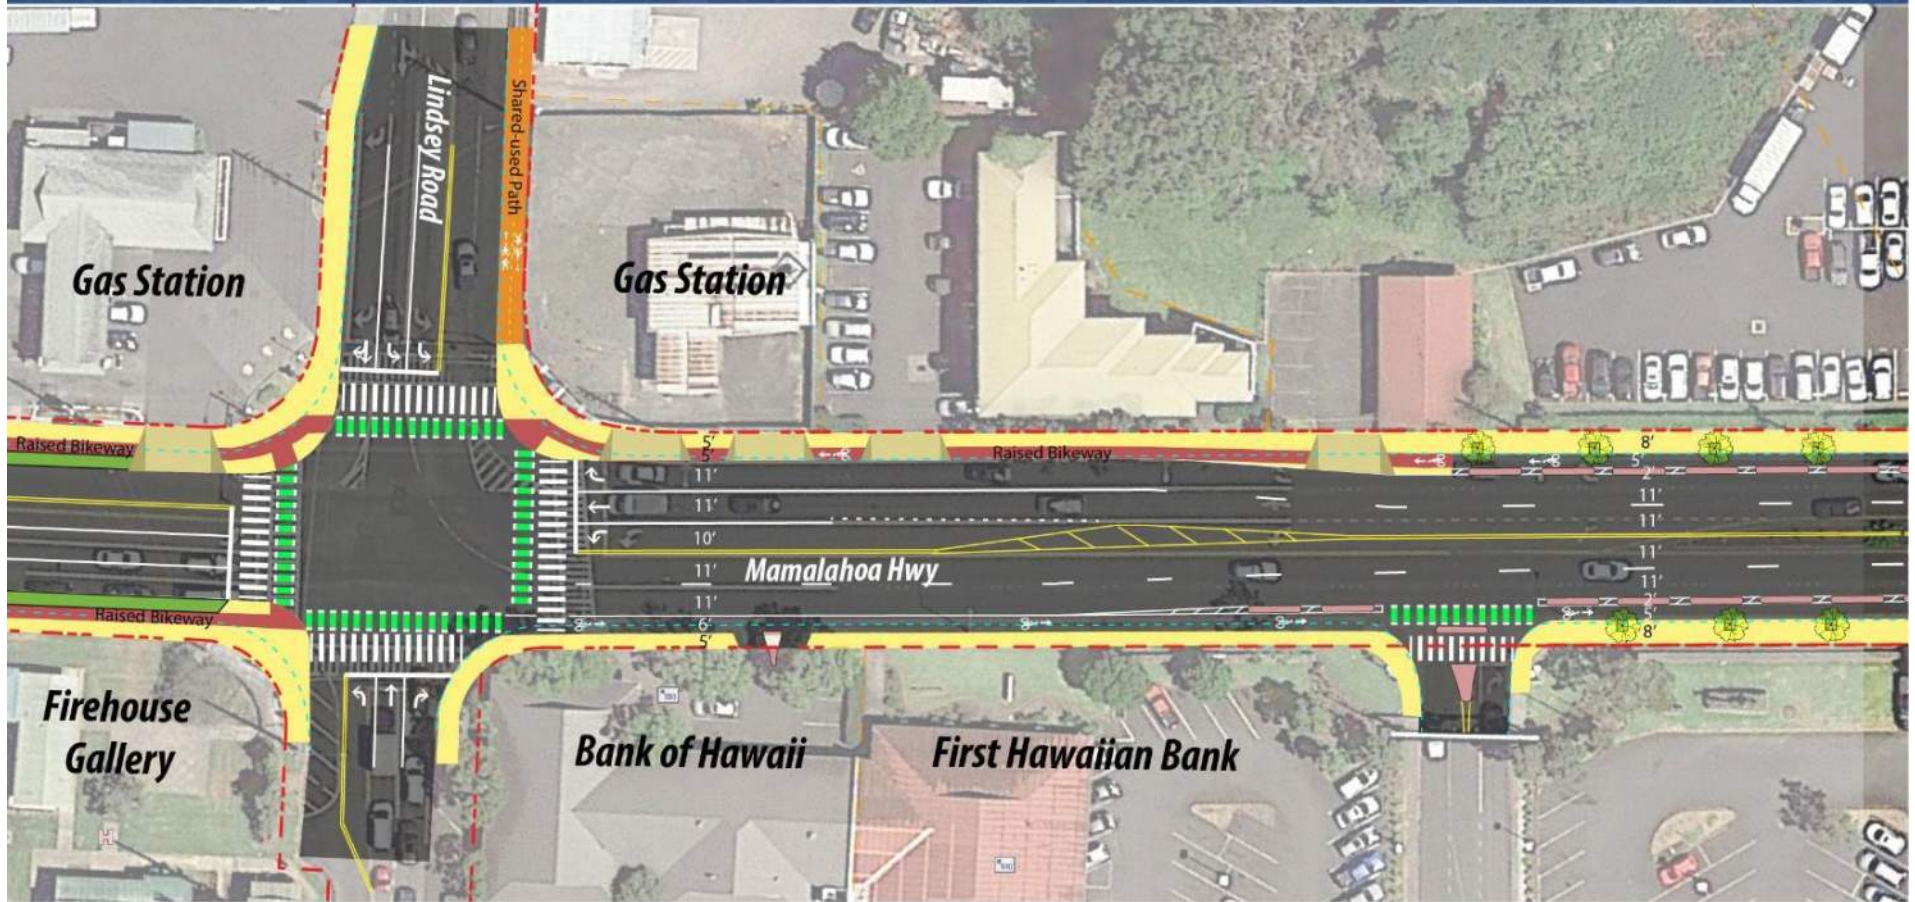 Lindsey Road
Shared-used Path
Gas Station
Gas Station
Raised Bikeway
5'
5'
Raised Bikeway
8'
5'
2'
11'
11'
11'
11'
10'
11'
Mamalahoa Hwy
11'
11'
11'
2'
5'
8'
Raised Bikeway
6'
5'
Firehouse
Gallery
Bank of Hawaii
First Hawaiian Bank